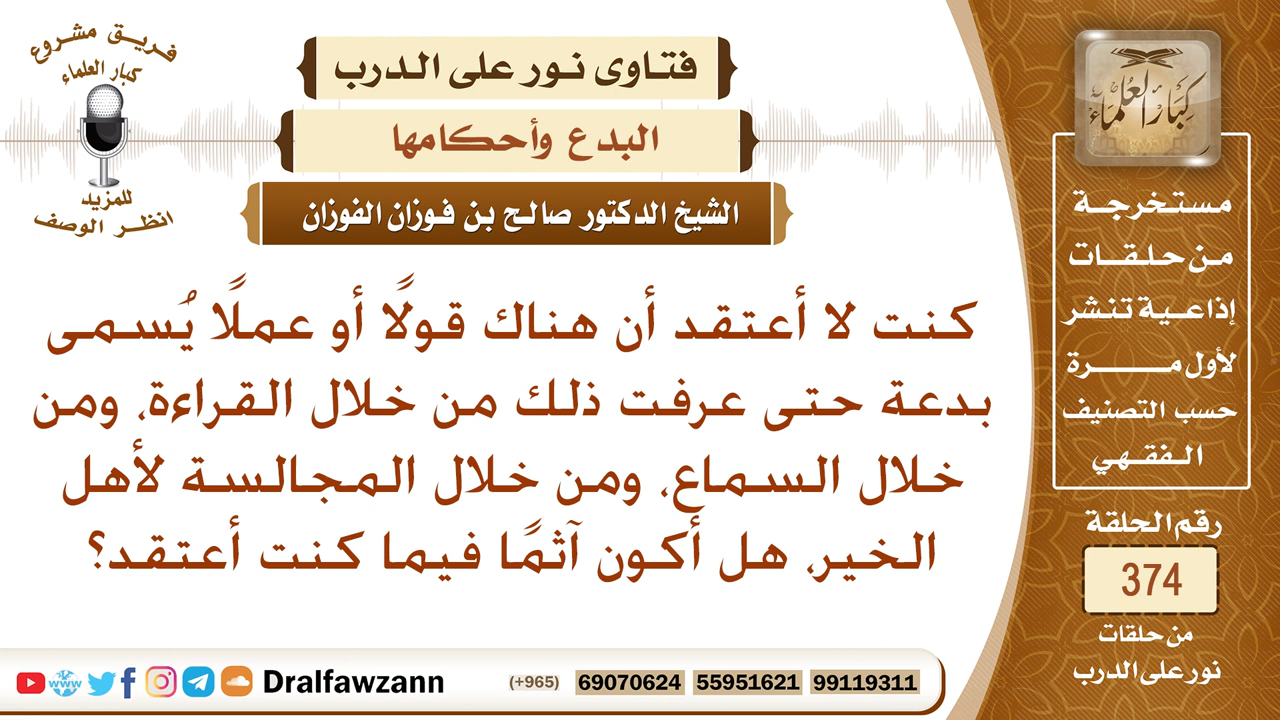 فريق مشروع
كبار العلماء
للمزيد
انظر الوصف
فتاوى نور على الدرب
البدع وأحكامها
الشيخ الدكتور صالح بن فوزان الفوزان
كنت لا أعتقد أن هناك قولًا أو عملًا يُسمى
بدعة حتى عرفت ذلك من خلال القراءة، ومن
خلال السماع، ومن خلال المجالسة لأهل
الخير، هل أكون آثمًا فيما كنت أعتقد؟
كبار العلماء
مستخرجة
من حلقات
إذاعية تنشر
لأول مرة
حسب التصنيف
الفقهي
رقم الحلقة
374
من حلقات
نور على الدرب
www Dralfawzann (+965) 69070624 55951621 99119311